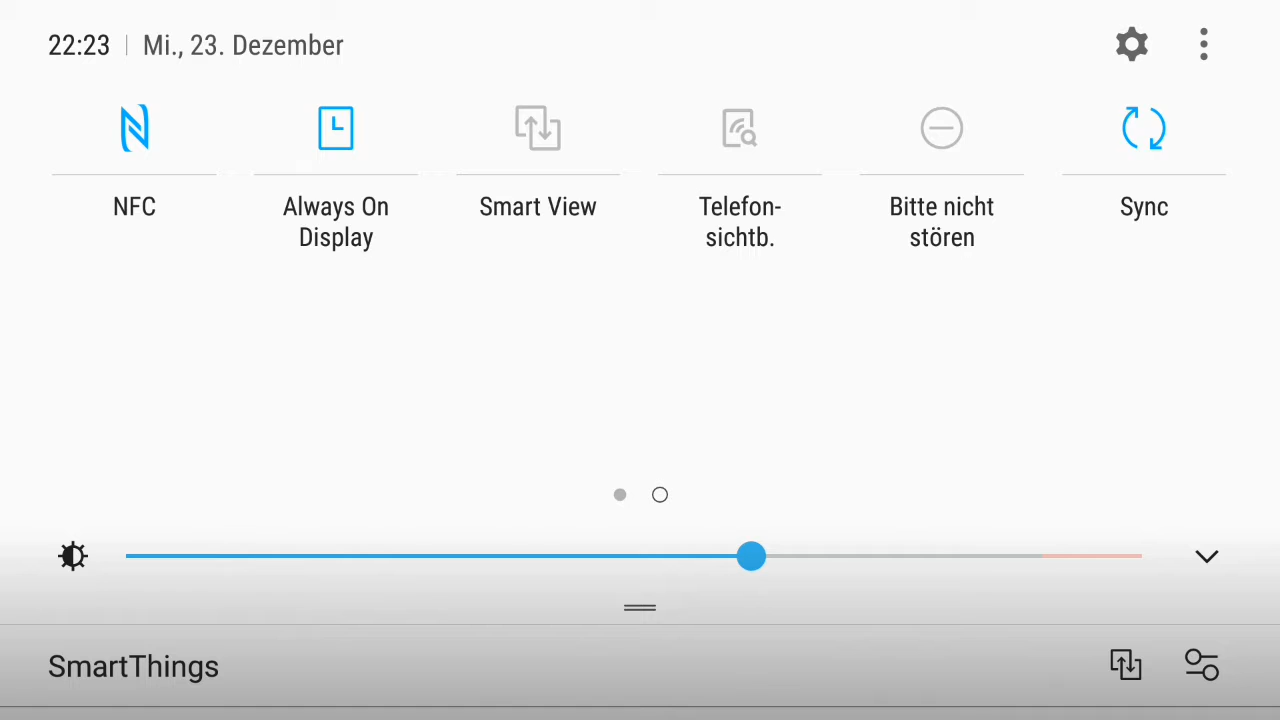 22:23 | Mi., 23. Dezember
NFC
Always On
Display
Smart View
Telefon-
sichtb.
Bitte nicht
stören
Sync
SmartThings